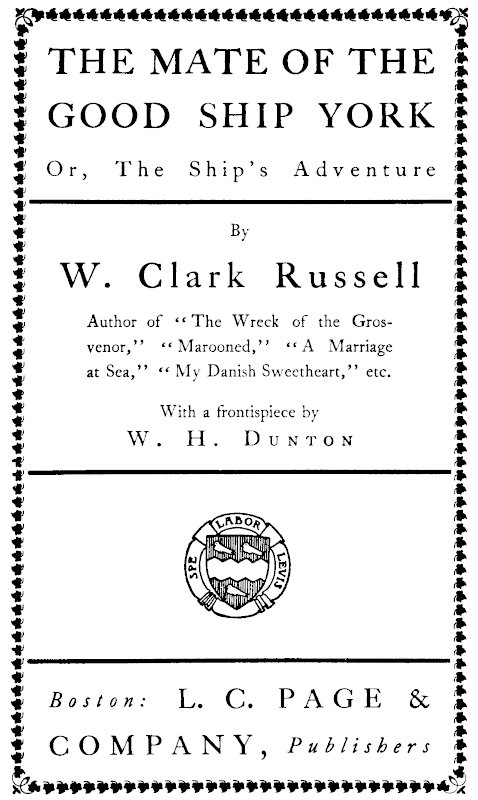 THE MATE OF THE
GOOD SHIP YORK
Or, The Ship's Adventure
By
W. Clark Russell
Author of "The Wreck of the Gros-
venor," "Marooned," "A Marriage
at Sea," "My Danish Sweetheart," etc.
With a frontispiece by
W. H. DUNTON
SPE LABOR LEVIS
Boston: L. C. PAGE &
COMPANY, Publishers